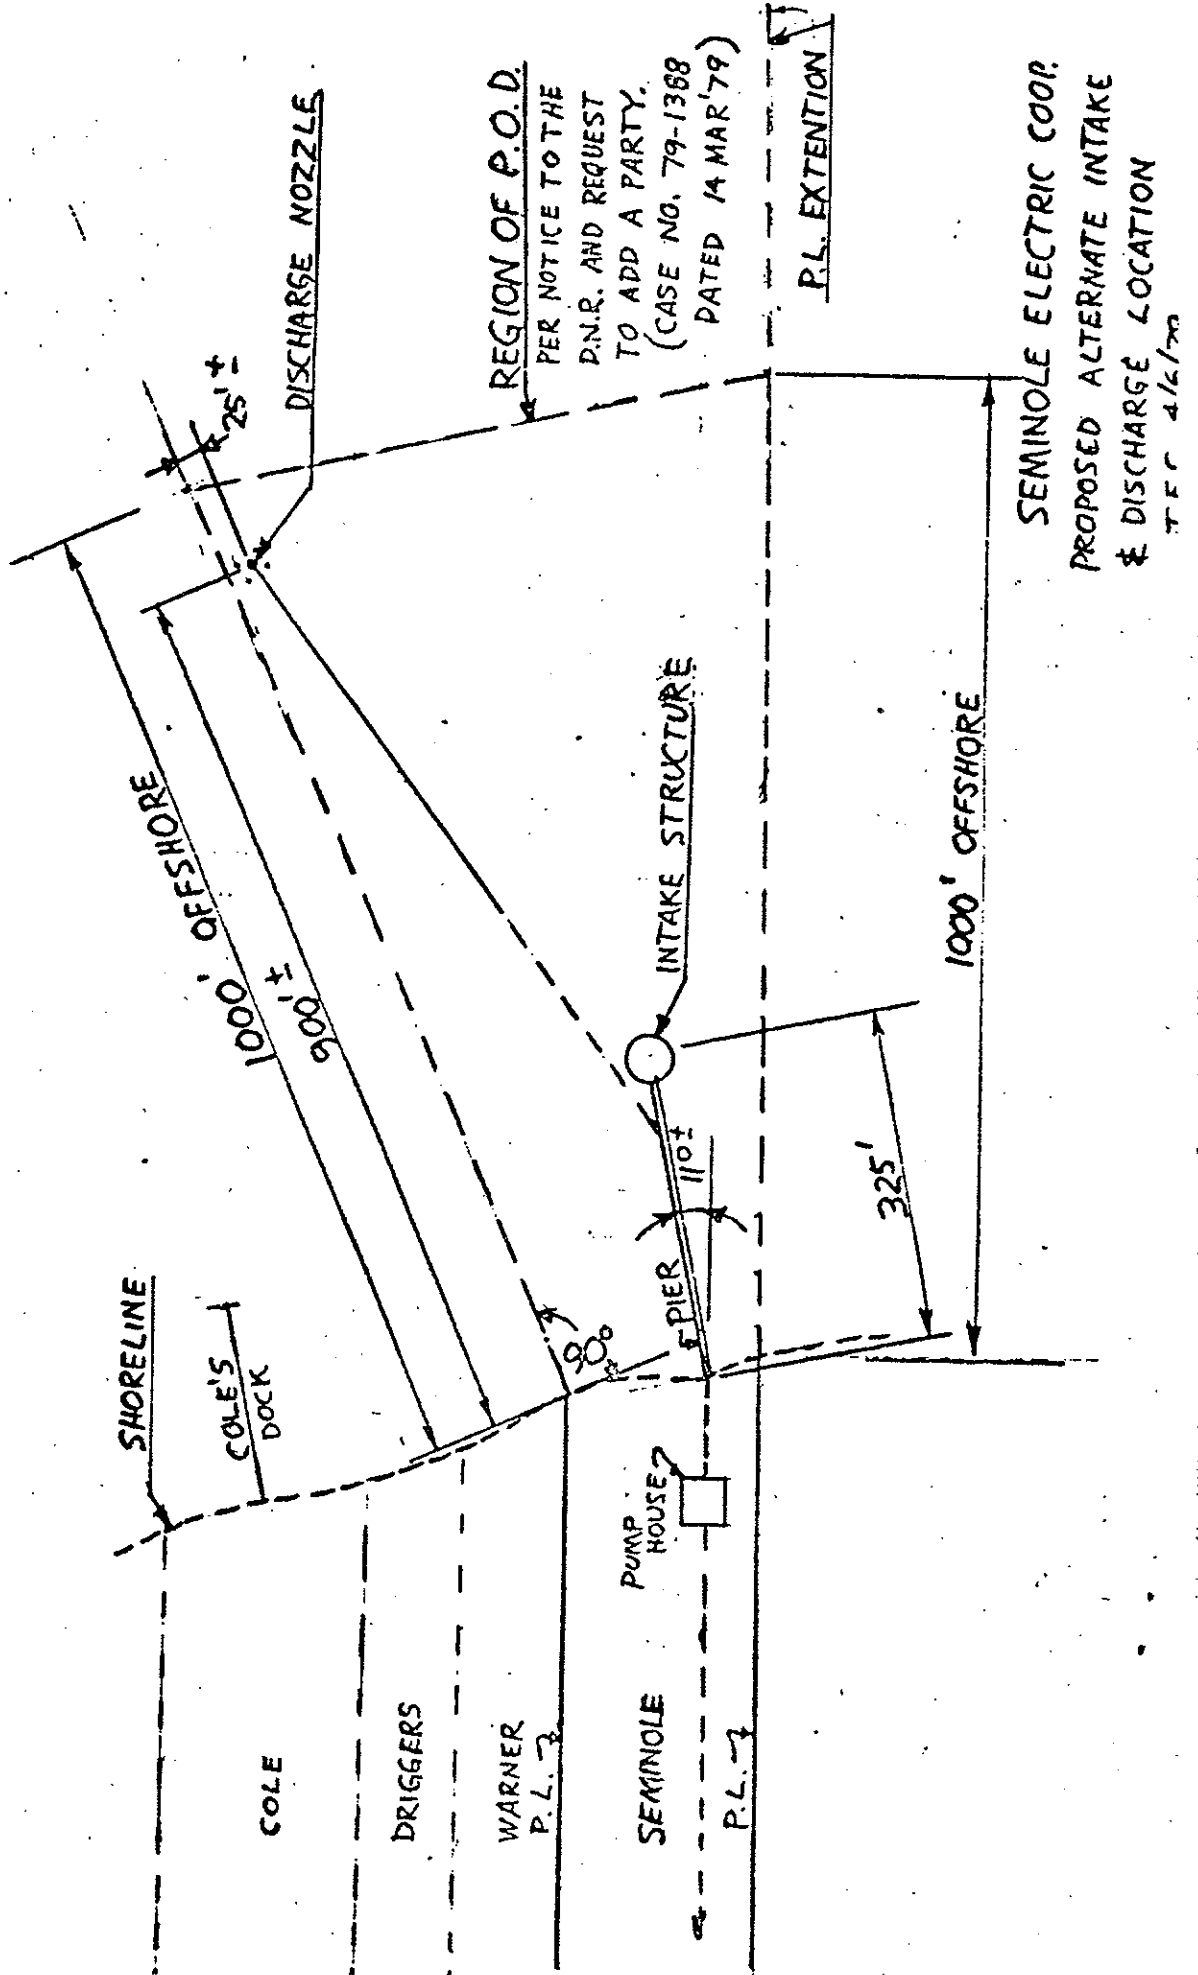 SHORELINE
COLE'S
DOCK
1000' OFFSHORE
900'±
25'±
DISCHARGE NOZZLE
REGION OF P.O.D.
PER NOTICE TO THE
D.N.R. AND REQUEST
TO ADD A PARTY.
(CASE NO. 79-1368
DATED 14 MAR '79)
P.L. EXTENTION
COLE
DRIGGERS
WARNER
P.L.
SEMINOLE
P.L.
PUMP
HOUSE
90°
PIER
11°±
INTAKE STRUCTURE
325'
1000' OFFSHORE
SEMINOLE ELECTRIC COOP.
PROPOSED ALTERNATE INTAKE
& DISCHARGE LOCATION